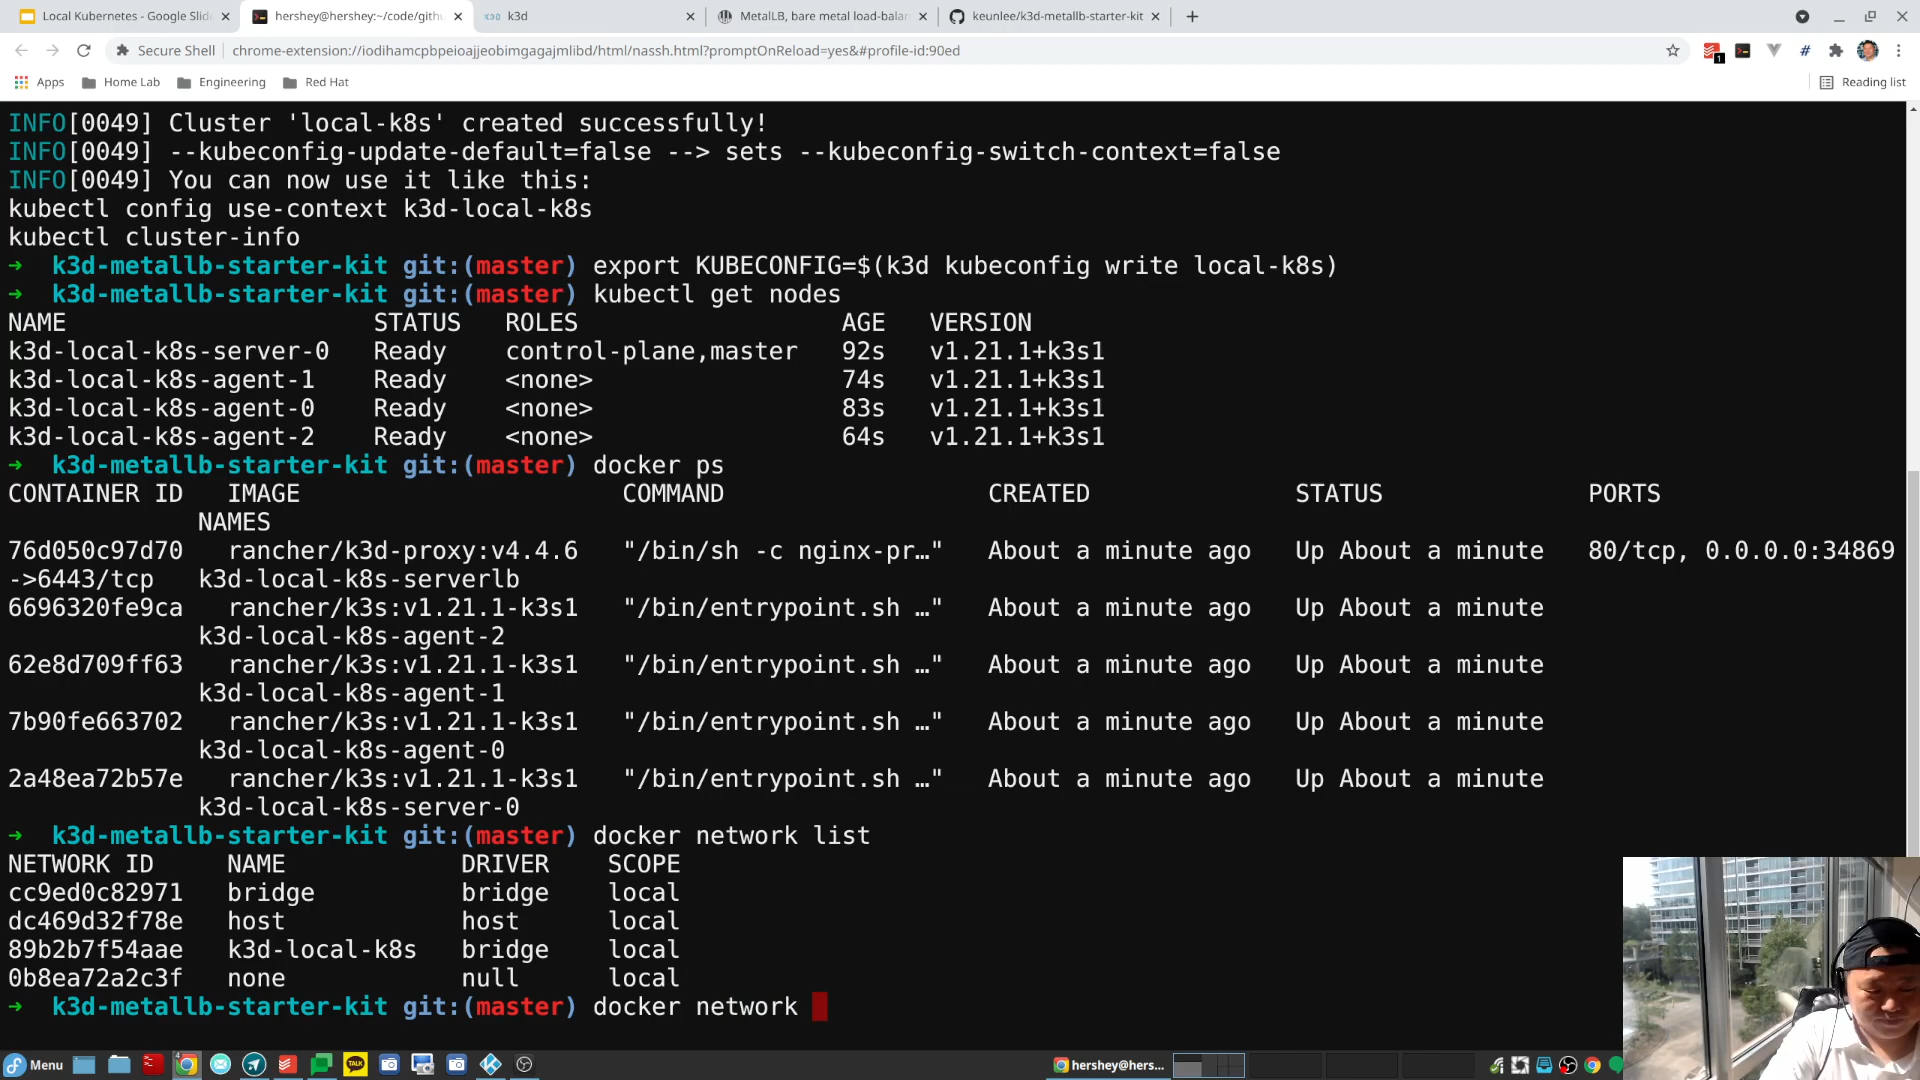 Local Kubernetes - Google Slide
hershey@hershey:~/code/githu
k3d
MetalLB, bare metal load-balan
keunlee/k3d-metallb-starter-kit
Secure Shell
chrome-extension://iodihamcpbpeioajjeobimgagajmlibd/html/nassh.html?promptOnReload=yes&#profile-id:90ed
1
Apps
Home Lab
Engineering
Red Hat
Reading list
INFO[0049] Cluster 'local-k8s' created successfully!
INFO[0049] --kubeconfig-update-default=false --> sets --kubeconfig-switch-context=false
INFO[0049] You can now use it like this:
kubectl config use-context k3d-local-k8s
kubectl cluster-info
➜  k3d-metallb-starter-kit git:(master) export KUBECONFIG=$(k3d kubeconfig write local-k8s)
➜  k3d-metallb-starter-kit git:(master) kubectl get nodes
NAME STATUS ROLES AGE VERSION
k3d-local-k8s-server-0 Ready control-plane,master 92s v1.21.1+k3s1
k3d-local-k8s-agent-1 Ready <none> 74s v1.21.1+k3s1
k3d-local-k8s-agent-0 Ready <none> 83s v1.21.1+k3s1
k3d-local-k8s-agent-2 Ready <none> 64s v1.21.1+k3s1
➜  k3d-metallb-starter-kit git:(master) docker ps
CONTAINER ID IMAGE COMMAND CREATED STATUS PORTS
NAMES
76d050c97d70 rancher/k3d-proxy:v4.4.6 "/bin/sh -c nginx-pr…" About a minute ago Up About a minute 80/tcp, 0.0.0.0:34869
->6443/tcp k3d-local-k8s-serverlb
6696320fe9ca rancher/k3s:v1.21.1-k3s1 "/bin/entrypoint.sh …" About a minute ago Up About a minute
k3d-local-k8s-agent-2
62e8d709ff63 rancher/k3s:v1.21.1-k3s1 "/bin/entrypoint.sh …" About a minute ago Up About a minute
k3d-local-k8s-agent-1
7b90fe663702 rancher/k3s:v1.21.1-k3s1 "/bin/entrypoint.sh …" About a minute ago Up About a minute
k3d-local-k8s-agent-0
2a48ea72b57e rancher/k3s:v1.21.1-k3s1 "/bin/entrypoint.sh …" About a minute ago Up About a minute
k3d-local-k8s-server-0
➜  k3d-metallb-starter-kit git:(master) docker network list
NETWORK ID NAME DRIVER SCOPE
cc9ed0c82971 bridge bridge local
dc469d32f78e host host local
89b2b7f54aae k3d-local-k8s bridge local
0b8ea72a2c3f none null local
➜  k3d-metallb-starter-kit git:(master) docker network
Menu
4
TALK
hershey@hers...